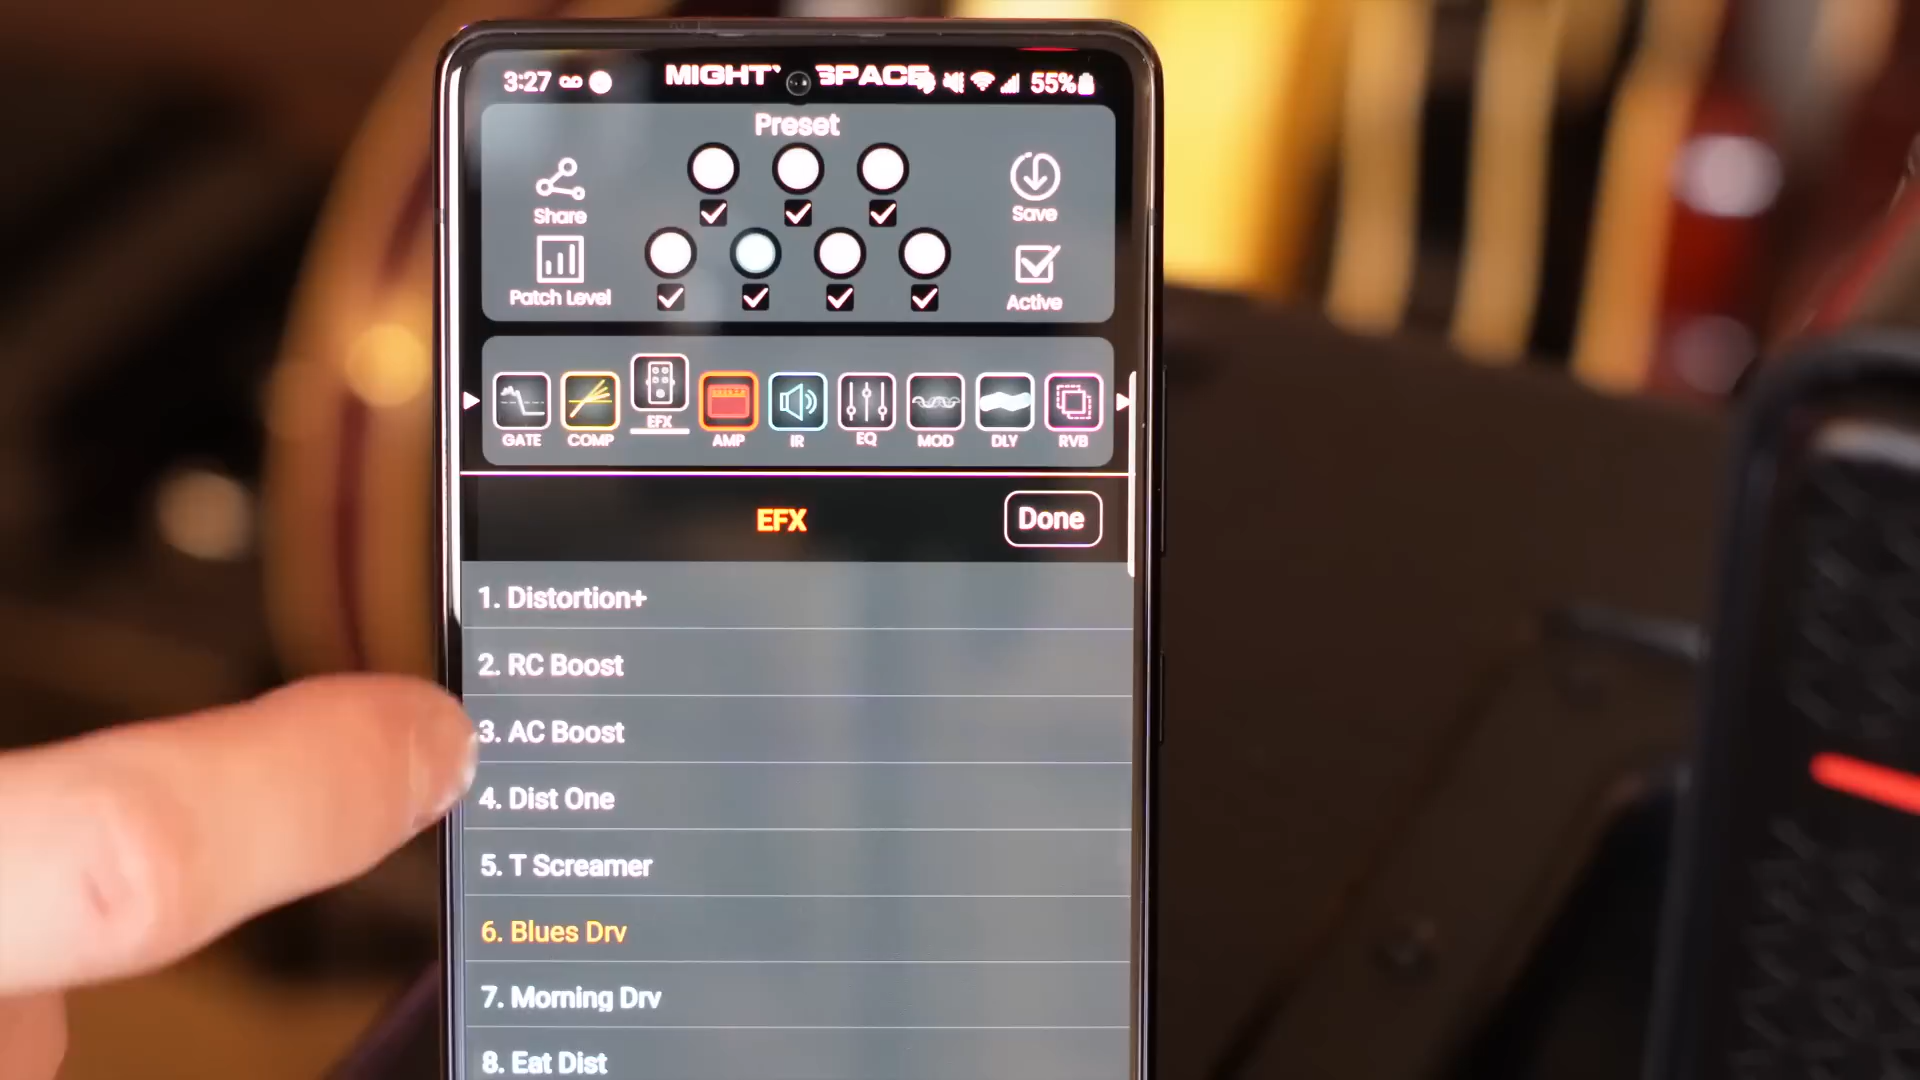 3:27 55%
MIGHTY SPACE
Preset
Share
Save
Patch Level
Active
GATE COMP EFX AMP IR EQ MOD DLY RVB
EFX
Done
1. Distortion+
2. RC Boost
3. AC Boost
4. Dist One
5. T Screamer
6. Blues Drv
7. Morning Drv
8. Eat Dist